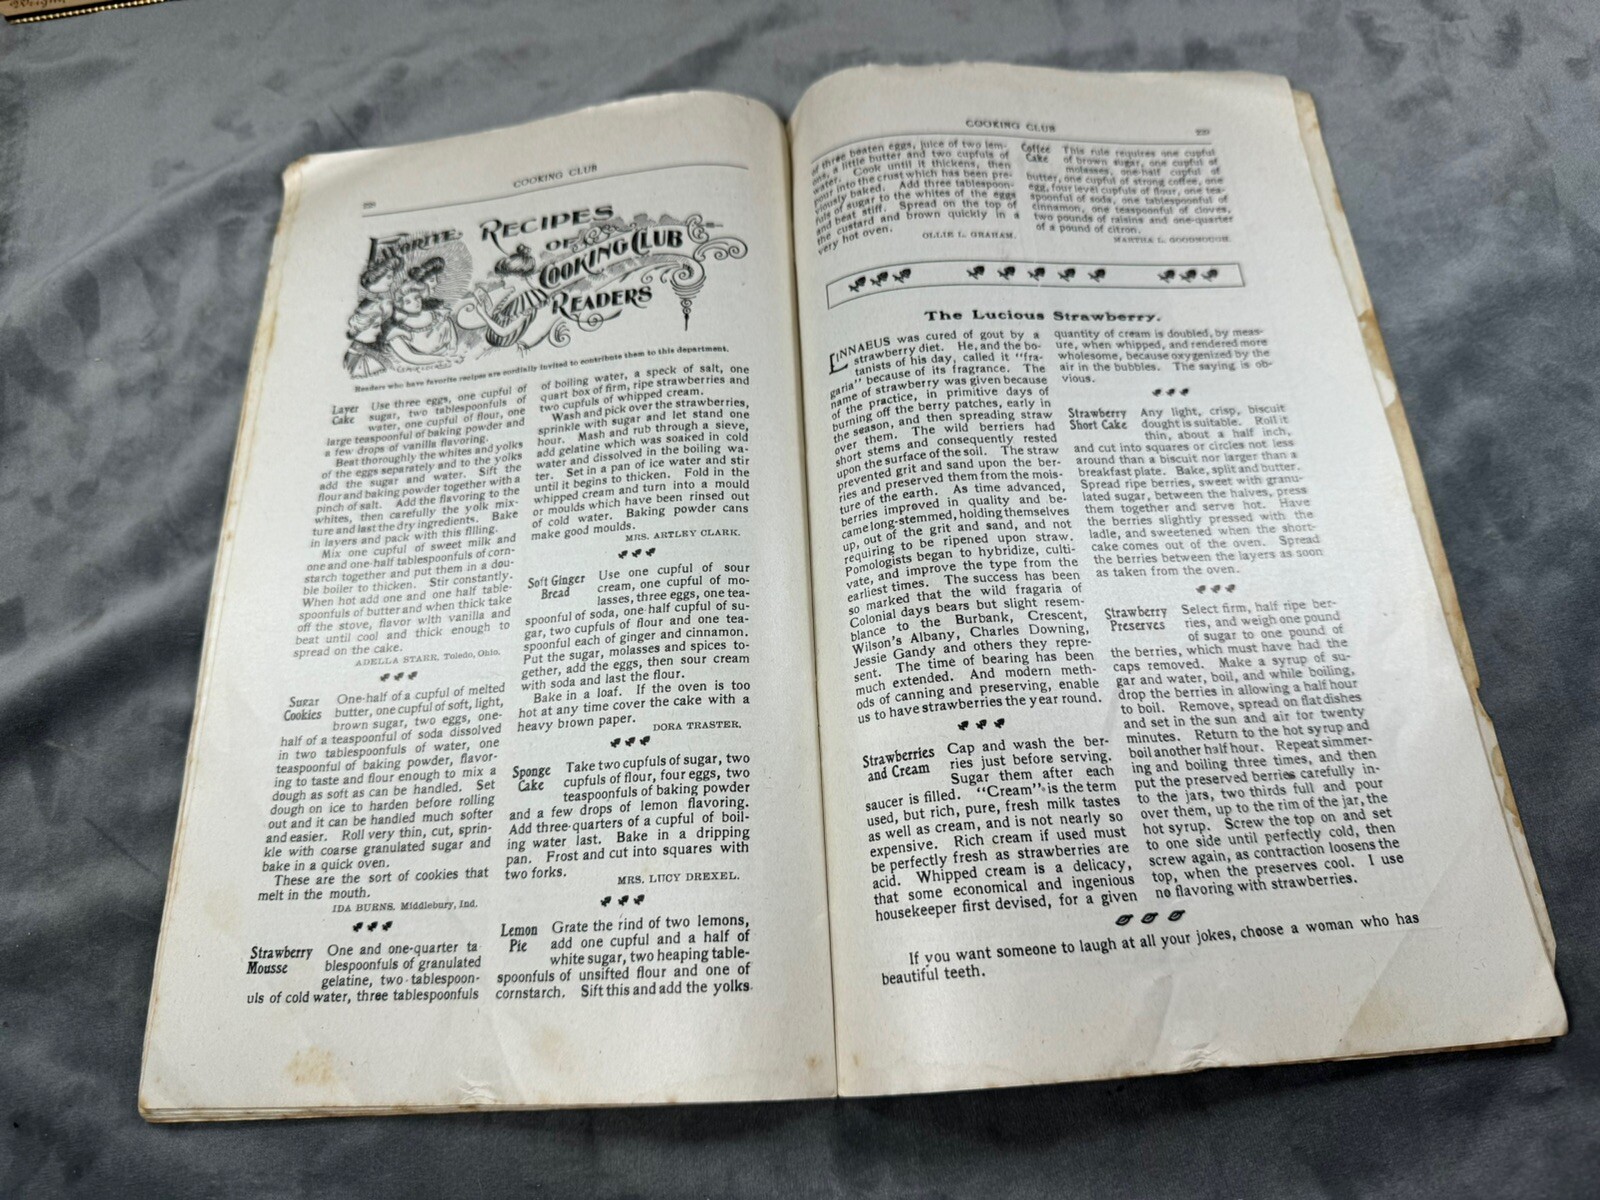 COOKING CLUB
FAVORITE RECIPES
OF
COOKING CLUB
READERS
Readers who have favorite recipes are cordially invited to contribute them to this department.
Layer Cake
Use three eggs, one cupful of
sugar, two tablespoonfuls of
water, one cupful of flour, one
large teaspoonful of baking powder and
a few drops of vanilla flavoring.
Beat thoroughly the whites and yolks
of the eggs separately and to the yolks
add the sugar and water. Sift the
flour and baking powder together with a
pinch of salt. Add the flavoring to the
whites, then carefully the yolk mix-
ture and last the dry ingredients. Bake
in layers and pack with this filling.
Mix one cupful of sweet milk and
one and one-half tablespoonfuls of corn-
starch together and put them in a dou-
ble boiler to thicken. Stir constantly.
When hot add one and one half table-
spoonfuls of butter and when thick take
off the stove, flavor with vanilla and
beat until cool and thick enough to
spread on the cake.
ADELLA STARR, Toledo, Ohio.
Sugar Cookies
One-half of a cupful of melted
butter, one cupful of soft, light,
brown sugar, two eggs, one-
half of a teaspoonful of soda dissolved
in two tablespoonfuls of water, one
teaspoonful of baking powder, flavor-
ing to taste and flour enough to mix a
dough as soft as can be handled. Set
dough on ice to harden before rolling
out and it can be handled much softer
and easier. Roll very thin, cut, sprin-
kle with coarse granulated sugar and
bake in a quick oven.
These are the sort of cookies that
melt in the mouth.
IDA BURNS, Middlebury, Ind.
Strawberry Mousse
One and one-quarter ta
blespoonfuls of granulated
gelatine, two tablespoon-
uls of cold water, three tablespoonfuls
of boiling water, a speck of salt, one
quart box of firm, ripe strawberries and
two cupfuls of whipped cream.
Wash and pick over the strawberries,
sprinkle with sugar and let stand one
hour. Mash and rub through a sieve,
add gelatine which was soaked in cold
water and dissolved in the boiling wa-
ter. Set in a pan of ice water and stir
until it begins to thicken. Fold in the
whipped cream and turn into a mould
or moulds which have been rinsed out
of cold water. Baking powder cans
make good moulds.
MRS. ARTLEY CLARK.
Soft Ginger Bread
Use one cupful of sour
cream, one cupful of mo-
lasses, three eggs, one tea-
spoonful of soda, one half cupful of su-
gar, two cupfuls of flour and one tea-
spoonful each of ginger and cinnamon.
Put the sugar, molasses and spices to-
gether, add the eggs, then sour cream
with soda and last the flour.
Bake in a loaf. If the oven is too
hot at any time cover the cake with a
heavy brown paper.
DORA TRASTER.
Sponge Cake
Take two cupfuls of sugar, two
cupfuls of flour, four eggs, two
teaspoonfuls of baking powder
and a few drops of lemon flavoring.
Add three-quarters of a cupful of boil-
ing water last. Bake in a dripping
pan. Frost and cut into squares with
two forks.
MRS. LUCY DREXEL.
Lemon Pie
Grate the rind of two lemons,
add one cupful and a half of
white sugar, two heaping table-
spoonfuls of unsifted flour and one of
cornstarch. Sift this and add the yolks
COOKING CLUB
of three beaten eggs, juice of two lem-
ons, a little butter and two cupfuls of
water. Cook until it thickens, then
pour into the crust which has been pre-
viously baked. Add three tablespoon-
fuls of sugar to the whites of the eggs
and beat stiff. Spread on the top of
the custard and brown quickly in a
very hot oven.
OLLIE L. GRAHAM.
Coffee Cake
This rule requires one cupful
of brown sugar, one cupful of
molasses, one-half cupful of
butter, one cupful of strong coffee, one
egg, four level cupfuls of flour, one tea-
spoonful of soda, one tablespoonful of
cinnamon, one teaspoonful of cloves,
two pounds of raisins and one-quarter
of a pound of citron.
MARTHA L. GOODNOUGH.
The Lucious Strawberry.
LINNAEUS was cured of gout by a
strawberry diet. He, and the bo-
tanists of his day, called it "fra-
garia" because of its fragrance. The
name of strawberry was given because
of the practice, in primitive days of
burning off the berry patches, early in
the season, and then spreading straw
over them. The wild berries had
short stems and consequently rested
upon the surface of the soil. The straw
prevented grit and sand upon the ber-
ries and preserved them from the mois-
ture of the earth. As time advanced,
berries improved in quality and be-
came long-stemmed, holding themselves
up, out of the grit and sand, and not
requiring to be ripened upon straw.
Pomologists began to hybridize, culti-
vate, and improve the type from the
earliest times. The success has been
so marked that the wild fragaria of
Colonial days bears but slight resem-
blance to the Burbank, Crescent,
Wilson's Albany, Charles Downing,
Jessie Gandy and others they repre-
sent. The time of bearing has been
much extended. And modern meth-
ods of canning and preserving, enable
us to have strawberries the year round.
Strawberries and Cream
Cap and wash the ber-
ries just before serving.
Sugar them after each
saucer is filled. "Cream" is the term
used, but rich, pure, fresh milk tastes
as well as cream, and is not nearly so
expensive. Rich cream if used must
be perfectly fresh as strawberries are
acid. Whipped cream is a delicacy,
that some economical and ingenious
housekeeper first devised, for a given
quantity of cream is doubled, by meas-
ure, when whipped, and rendered more
wholesome, because oxygenized by the
air in the bubbles. The saying is ob-
vious.
Strawberry Short Cake
Any light, crisp, biscuit
dought is suitable. Roll it
thin, about a half inch,
and cut into squares or circles not less
around than a biscuit nor larger than a
breakfast plate. Bake, split and butter.
Spread ripe berries, sweet with granu-
lated sugar, between the halves, press
them together and serve hot. Have
the berries slightly pressed with the
ladle, and sweetened when the short-
cake comes out of the oven. Spread
the berries between the layers as soon
as taken from the oven.
Strawberry Preserves
Select firm, half ripe ber-
ries, and weigh one pound
of sugar to one pound of
the berries, which must have had the
caps removed. Make a syrup of su-
gar and water, boil, and while boiling,
drop the berries in allowing a half hour
to boil. Remove, spread on flat dishes
and set in the sun and air for twenty
minutes. Return to the hot syrup and
boil another half hour. Repeat simmer-
ing and boiling three times, and then
put the preserved berries carefully in-
to the jars, two thirds full and pour
over them, up to the rim of the jar, the
hot syrup. Screw the top on and set
to one side until perfectly cold, then
screw again, as contraction loosens the
top, when the preserves cool. I use
no flavoring with strawberries.
If you want someone to laugh at all your jokes, choose a woman who has
beautiful teeth.